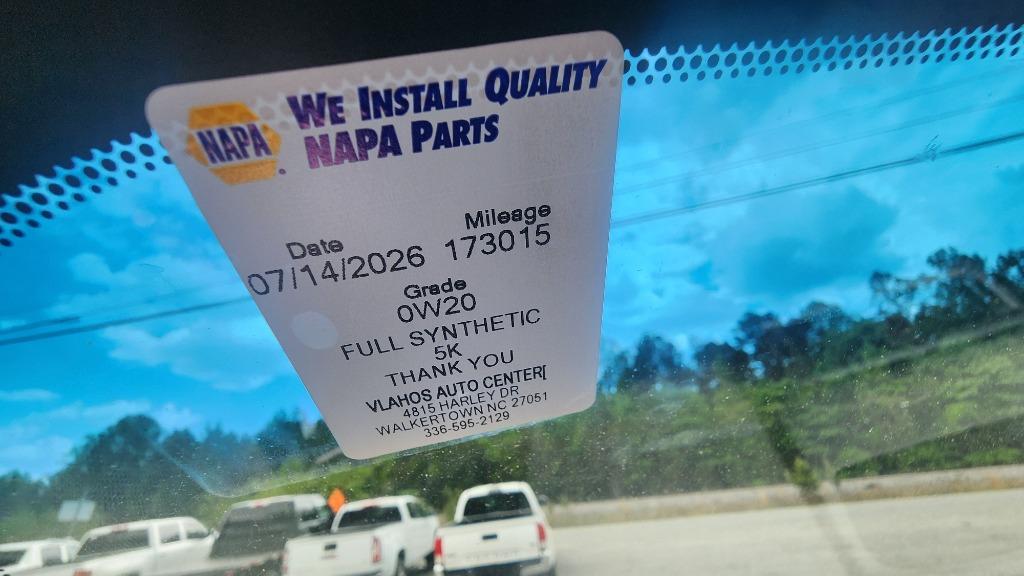 NAPA
WE INSTALL QUALITY
NAPA PARTS
Date Mileage
07/14/2026 173015
Grade
0W20
FULL SYNTHETIC
5K
THANK YOU
VLAHOS AUTO CENTER[
4815 HARLEY DR
WALKERTOWN NC 27051
336-595-2129